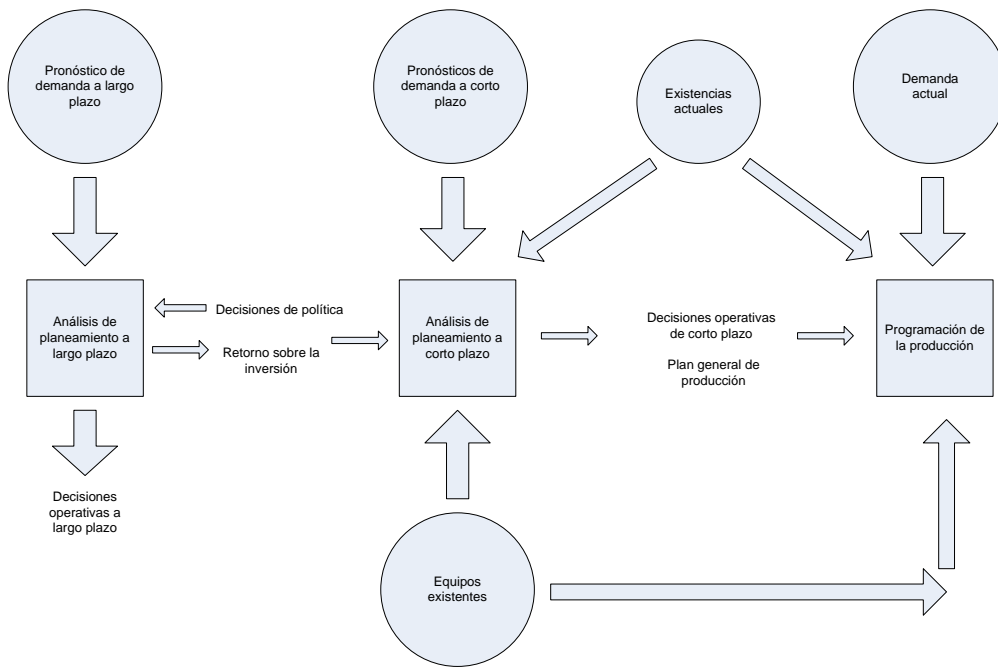 Pronóstico de
demanda a largo
plazo
Pronósticos de
demanda a corto
plazo
Existencias
actuales
Demanda
actual
Análisis de
planeamiento a
largo plazo
Decisiones de política
Retorno sobre la
inversión
Análisis de
planeamiento a
corto plazo
Decisiones operativas
de corto plazo
Plan general de
producción
Programación de
la producción
Decisiones
operativas a
largo plazo
Equipos
existentes